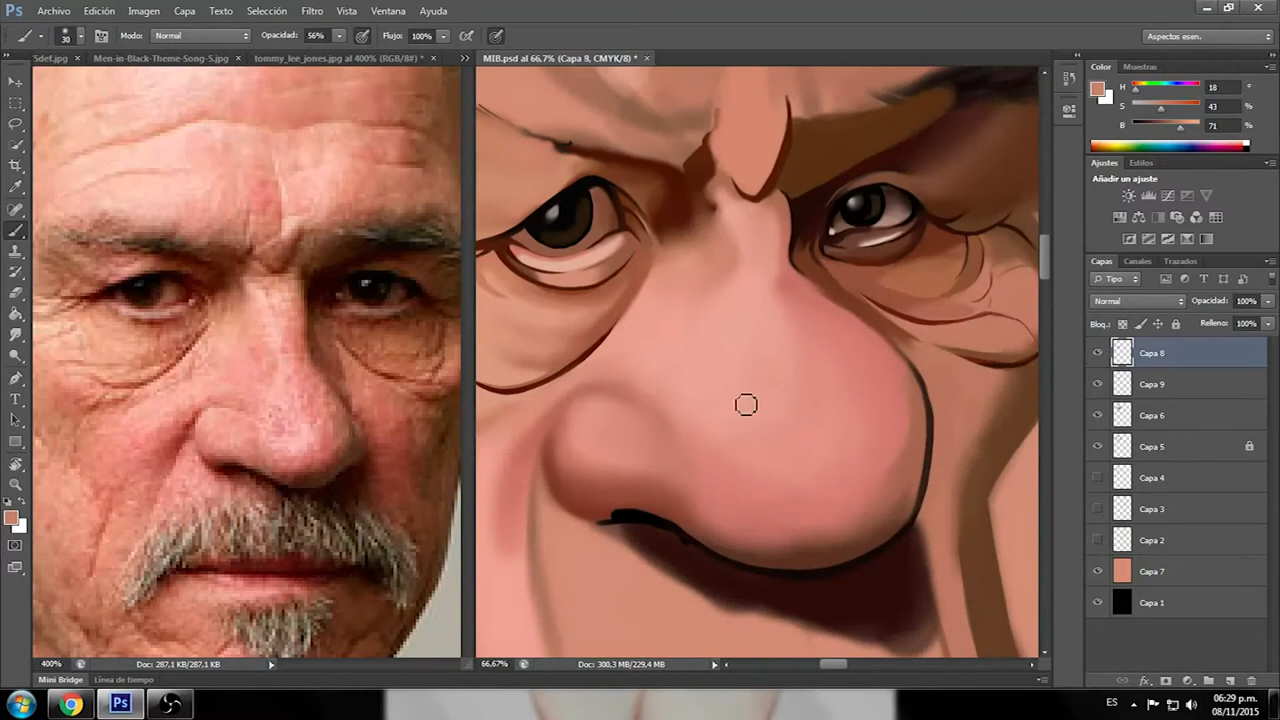 Ps Archivo Edición Imagen Capa Texto Selección Filtro Vista Ventana Ayuda
30 Modo: Normal Opacidad: 56% Flujo: 100% Aspectos esen.
5def.jpg × Men-in-Black-Theme-Song-5.jpg × tommy_lee_jones.jpg al 400% (RGB/8#) * × MIB.psd al 66,7% (Capa 8, CMYK/8) * ×
Color Muestras
H 18 °
S 43 %
B 71 %
Ajustes Estilos
Añadir un ajuste
Capas Canales Trazados
Tipo
Normal Opacidad: 100%
Bloq.: Relleno: 100%
Capa 8
Capa 9
Capa 6
Capa 5
Capa 4
Capa 3
Capa 2
Capa 7
Capa 1
400% Doc: 287,1 KB/287,1 KB 66,67% Doc: 300,3 MB/229,4 MB
Mini Bridge Línea de tiempo
Ps ES 06:29 p.m.
08/11/2015